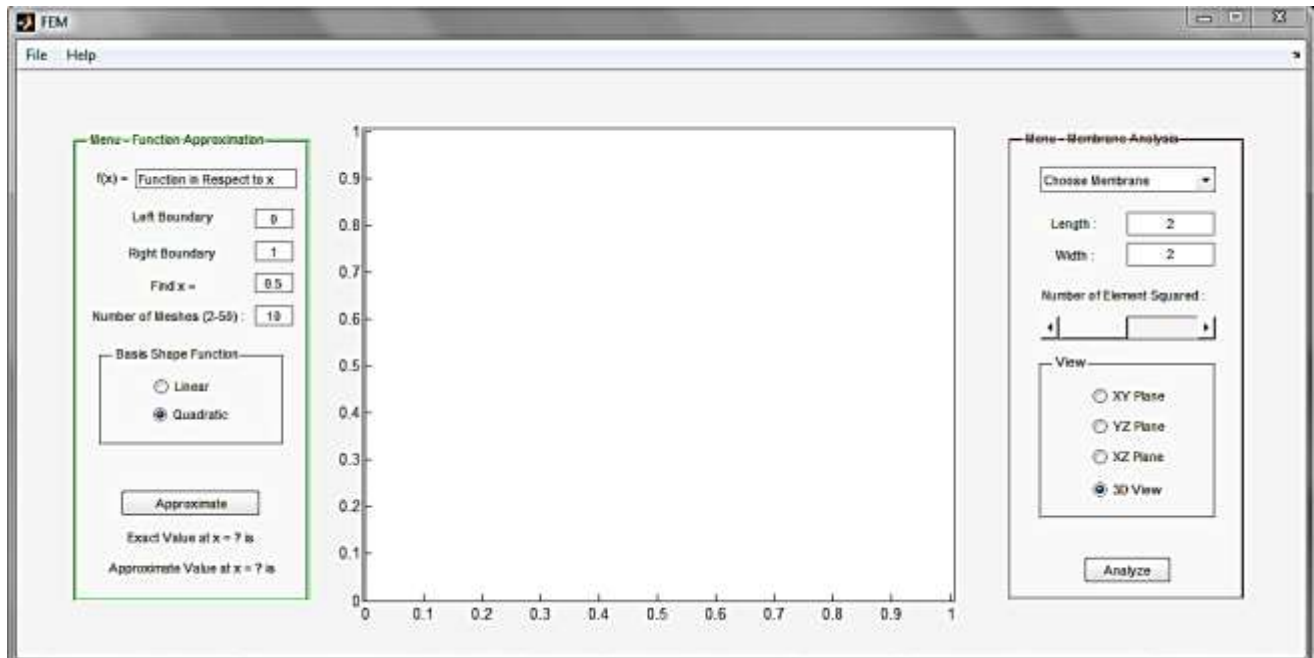 FEM
File Help
Menu - Function Approximation
f(x) = Function in Respect to x
Left Boundary 0
Right Boundary 1
Find x = 0.5
Number of Meshes (2-50) : 10
Basis Shape Function
Linear
Quadratic
Approximate
Exact Value at x = ? is
Approximate Value at x = ? is
1
0.9
0.8
0.7
0.6
0.5
0.4
0.3
0.2
0.1
0
0 0.1 0.2 0.3 0.4 0.5 0.6 0.7 0.8 0.9 1
Menu - Membrane Analysis
Choose Membrane
Length : 2
Width : 2
Number of Element Squared :
View
XY Plane
YZ Plane
XZ Plane
3D View
Analyze